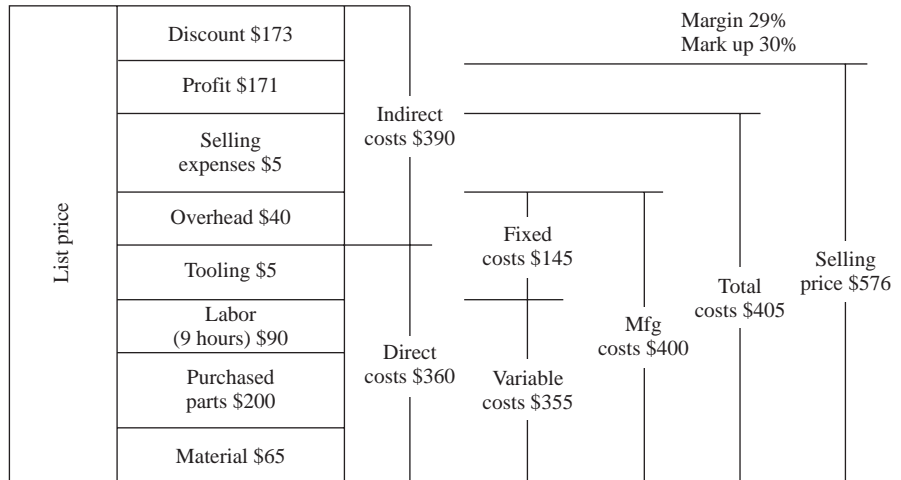 List price
Discount $173
Profit $171
Selling
expenses $5
Overhead $40
Tooling $5
Labor
(9 hours) $90
Purchased
parts $200
Material $65
Indirect
costs $390
Direct
costs $360
Fixed
costs $145
Variable
costs $355
Mfg
costs $400
Total
costs $405
Margin 29%
Mark up 30%
Selling
price $576